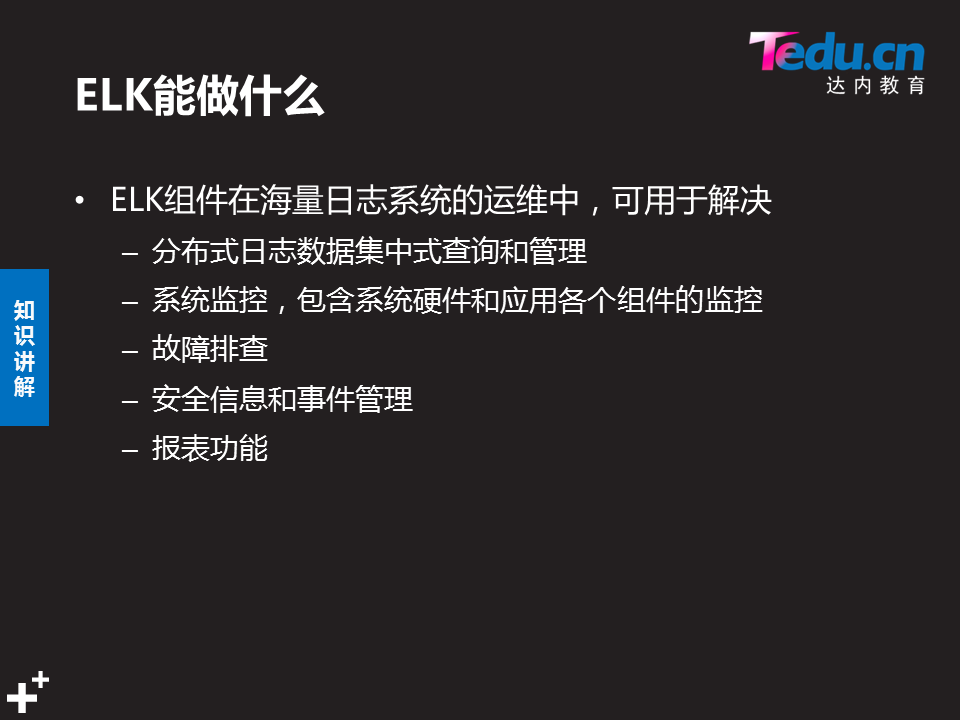 Tedu.cn
达内教育
ELK能做什么
• ELK组件在海量日志系统的运维中，可用于解决
– 分布式日志数据集中式查询和管理
– 系统监控，包含系统硬件和应用各个组件的监控
– 故障排查
– 安全信息和事件管理
– 报表功能
知识讲解